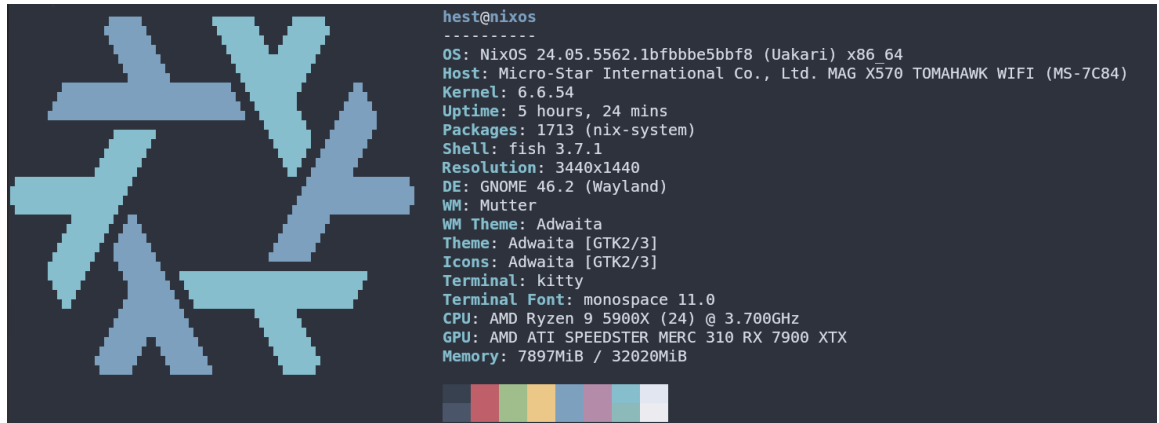 hest@nixos
----------
OS: NixOS 24.05.5562.1bfbbbe5bbf8 (Uakari) x86_64
Host: Micro-Star International Co., Ltd. MAG X570 TOMAHAWK WIFI (MS-7C84)
Kernel: 6.6.54
Uptime: 5 hours, 24 mins
Packages: 1713 (nix-system)
Shell: fish 3.7.1
Resolution: 3440x1440
DE: GNOME 46.2 (Wayland)
WM: Mutter
WM Theme: Adwaita
Theme: Adwaita [GTK2/3]
Icons: Adwaita [GTK2/3]
Terminal: kitty
Terminal Font: monospace 11.0
CPU: AMD Ryzen 9 5900X (24) @ 3.700GHz
GPU: AMD ATI SPEEDSTER MERC 310 RX 7900 XTX
Memory: 7897MiB / 32020MiB